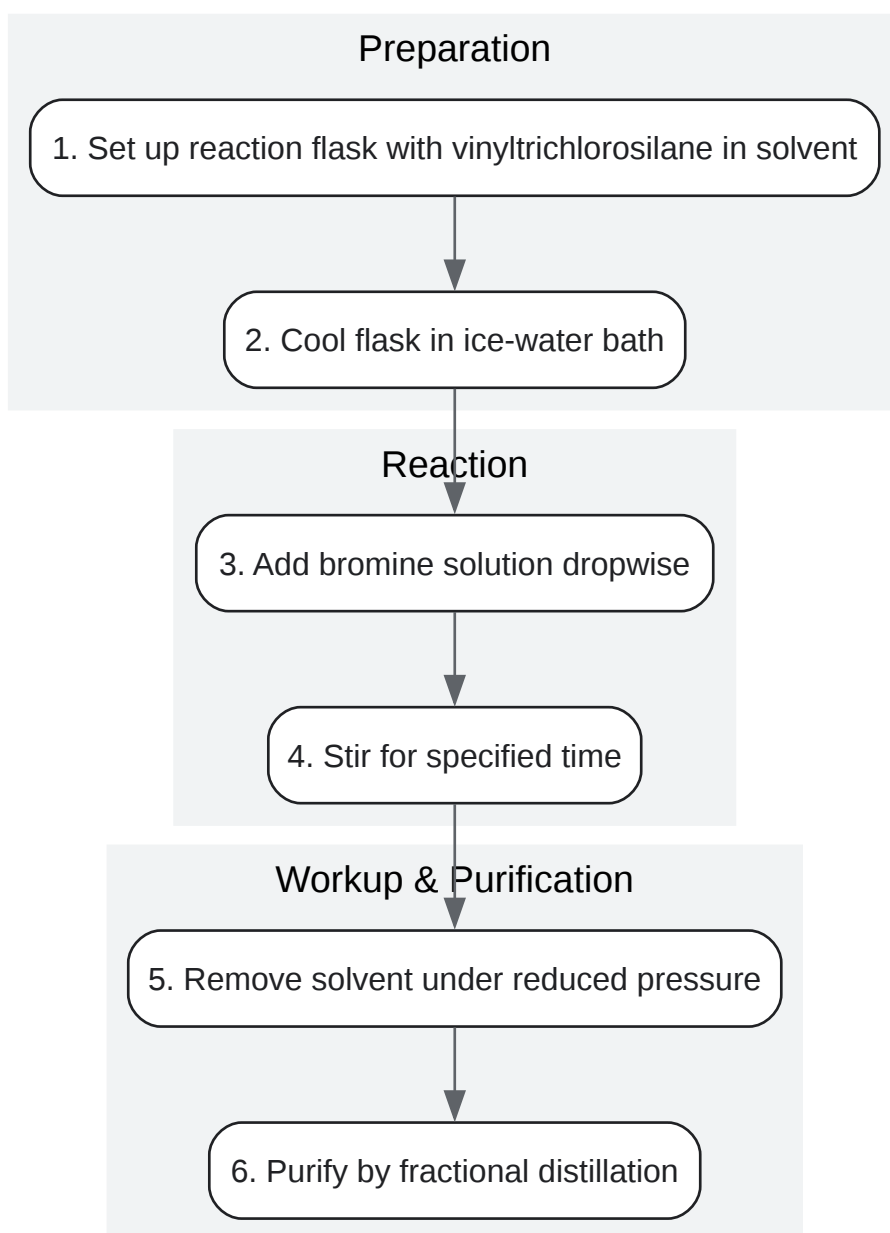 Preparation
1. Set up reaction flask with vinyltrichlorosilane in solvent
2. Cool flask in ice-water bath
Reaction
3. Add bromine solution dropwise
4. Stir for specified time
Workup & Purification
5. Remove solvent under reduced pressure
6. Purify by fractional distillation